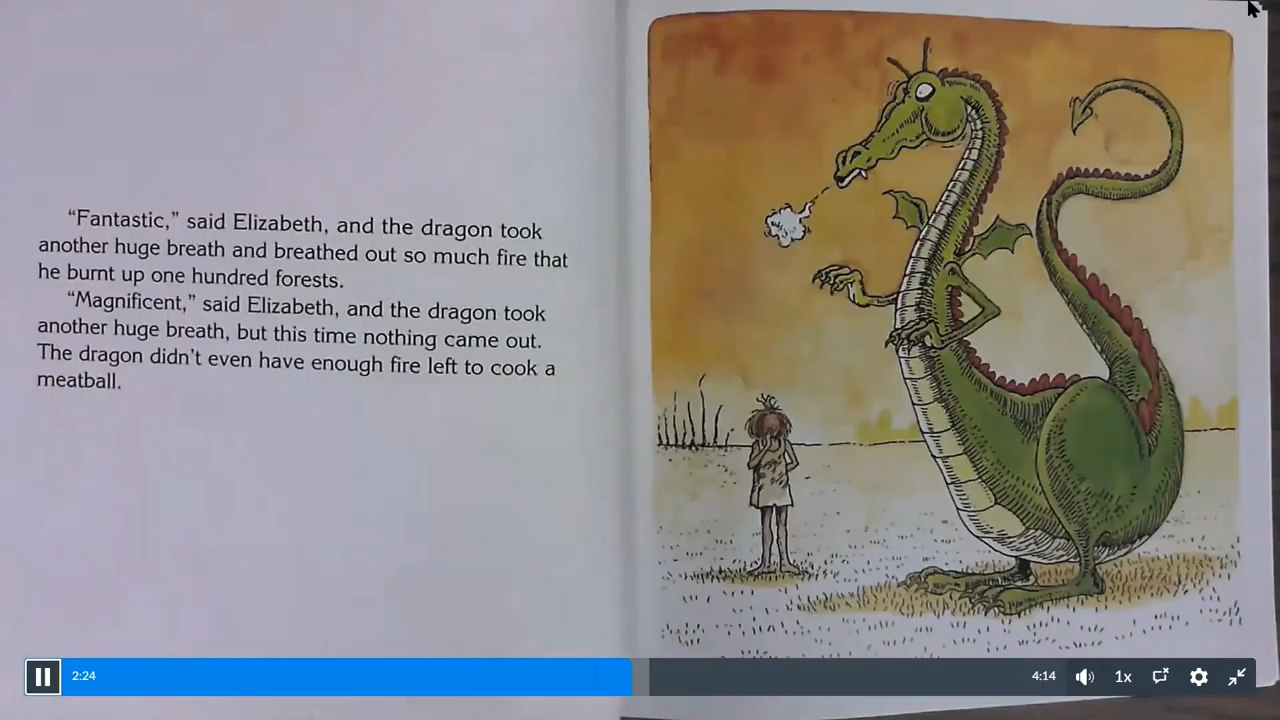 “Fantastic,” said Elizabeth, and the dragon took
another huge breath and breathed out so much fire that
he burnt up one hundred forests.
“Magnificent,” said Elizabeth, and the dragon took
another huge breath, but this time nothing came out.
The dragon didn’t even have enough fire left to cook a
meatball.
2:24
4:14
1x